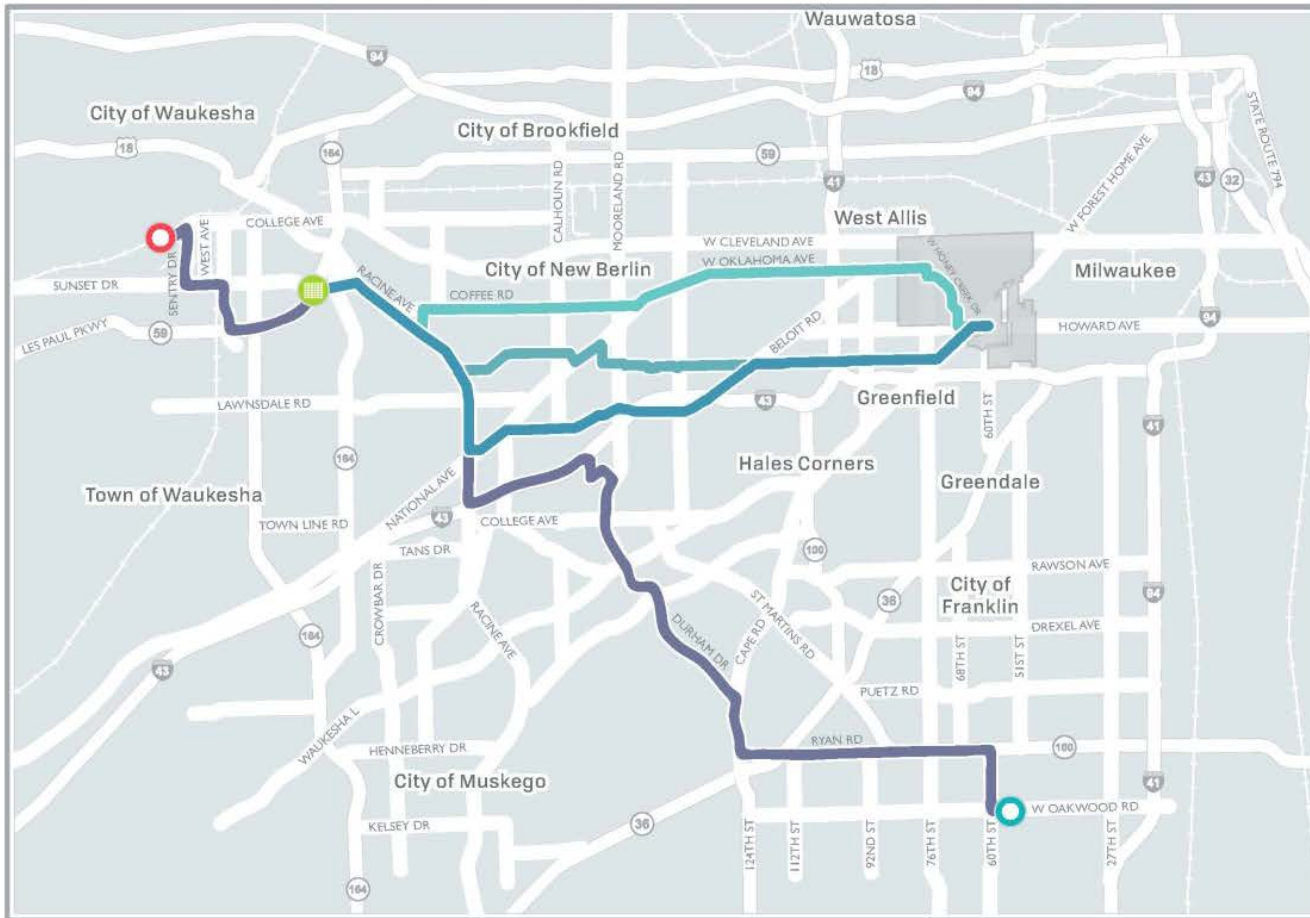 Wauwatosa
94
18
City of Waukesha
City of Brookfield
94
STATE ROUTE 794
18
164
59
CALHOUN RD
MOORELAND RD
41
43
32
W FOREST HOME AVE
COLLEGE AVE
West Allis
WEST AVE
W CLEVELAND AVE
W OKLAHOMA AVE
W HONEY CREEK DR
City of New Berlin
Milwaukee
SUNSET DR
SENTRY DR
RACINE AVE
COFFEE RD
BELOIT RD
94
HOWARD AVE
LES PAUL PKWY
59
LAWNSDALE RD
43
Greenfield
60TH ST
41
164
Hales Corners
Greendale
Town of Waukesha
NATIONAL AVE
TOWN LINE RD
43
COLLEGE AVE
TANS DR
100
RAWSON AVE
CROWBAR DR
City of
Franklin
36
94
ST MARTINS RD
RACINE AVE
DURHAM DR
CAPE RD
DREXEL AVE
164
68TH ST
51ST ST
43
PUETZ RD
WAUKESHA L
HENNEBERRY DR
RYAN RD
100
City of Muskego
41
W OAKWOOD RD
KELSEY DR
36
124TH ST
112TH ST
92ND ST
76TH ST
60TH ST
27TH ST
164